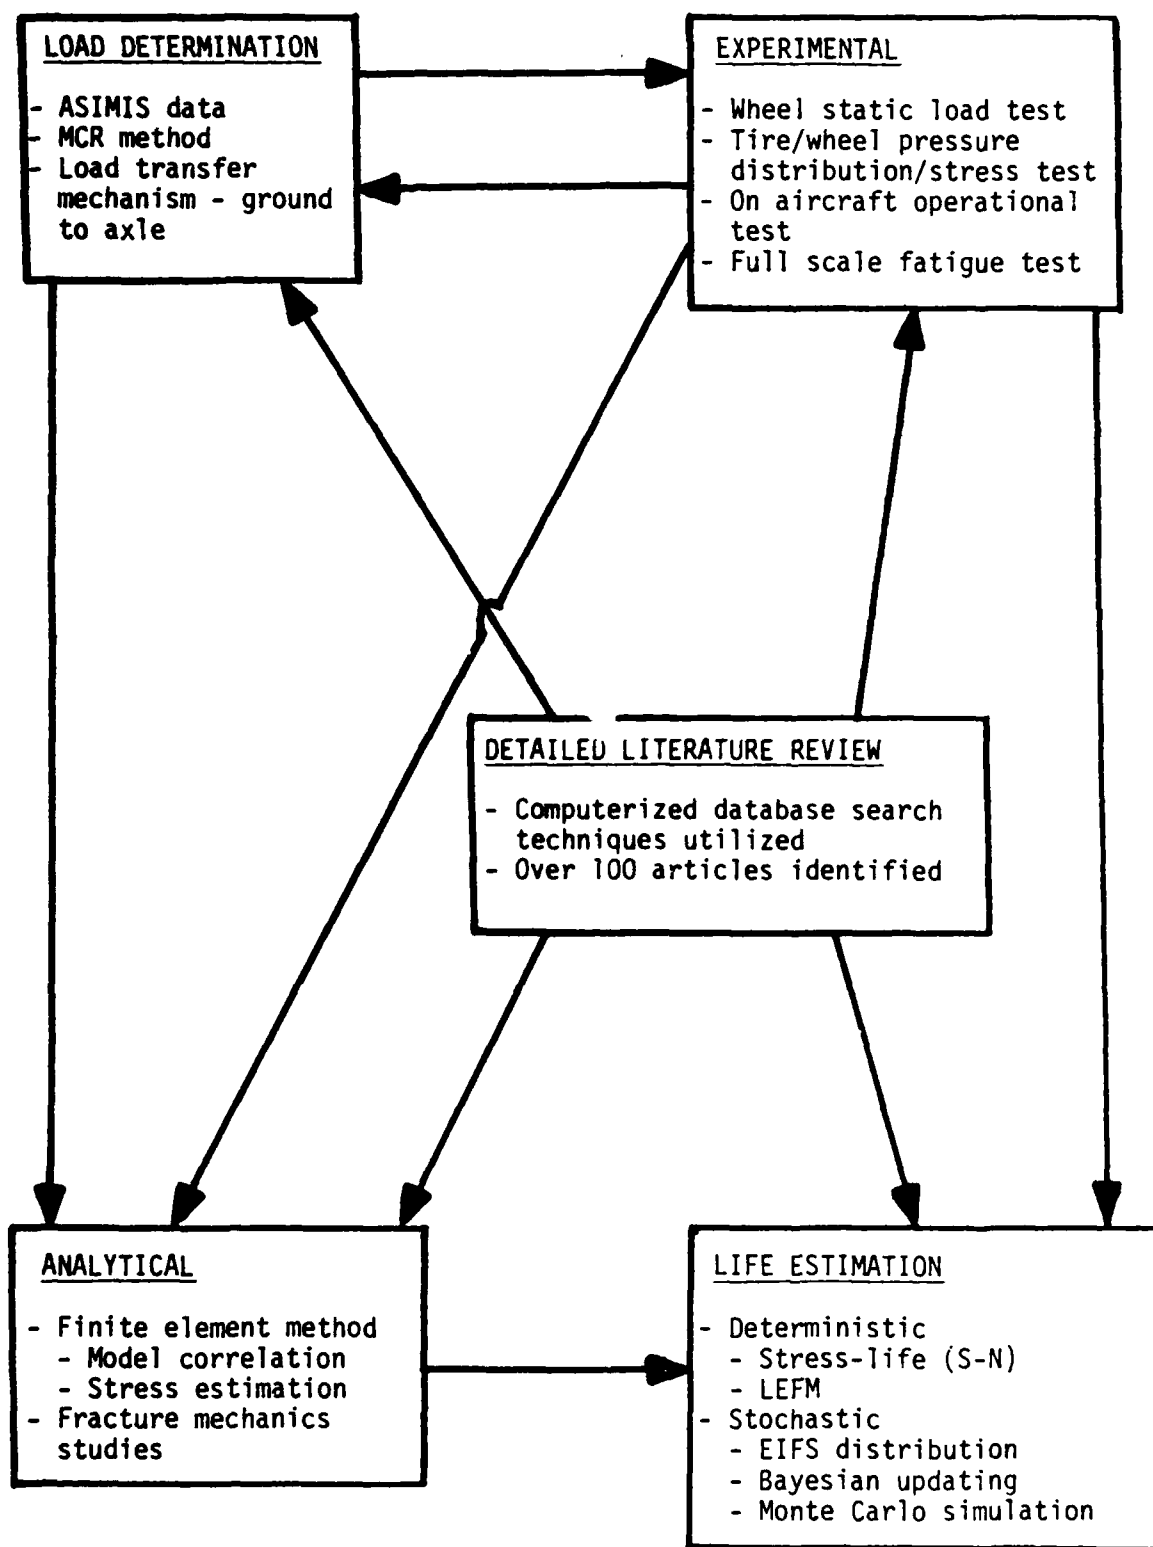 LOAD DETERMINATION
- ASIMIS data
- MCR method
- Load transfer
mechanism - ground
to axle
EXPERIMENTAL
- Wheel static load test
- Tire/wheel pressure
distribution/stress test
- On aircraft operational
test
- Full scale fatigue test
DETAILED LITERATURE REVIEW
- Computerized database search
techniques utilized
- Over 100 articles identified
ANALYTICAL
- Finite element method
- Model correlation
- Stress estimation
- Fracture mechanics
studies
LIFE ESTIMATION
- Deterministic
- Stress-life (S-N)
- LEFM
- Stochastic
- EIFS distribution
- Bayesian updating
- Monte Carlo simulation